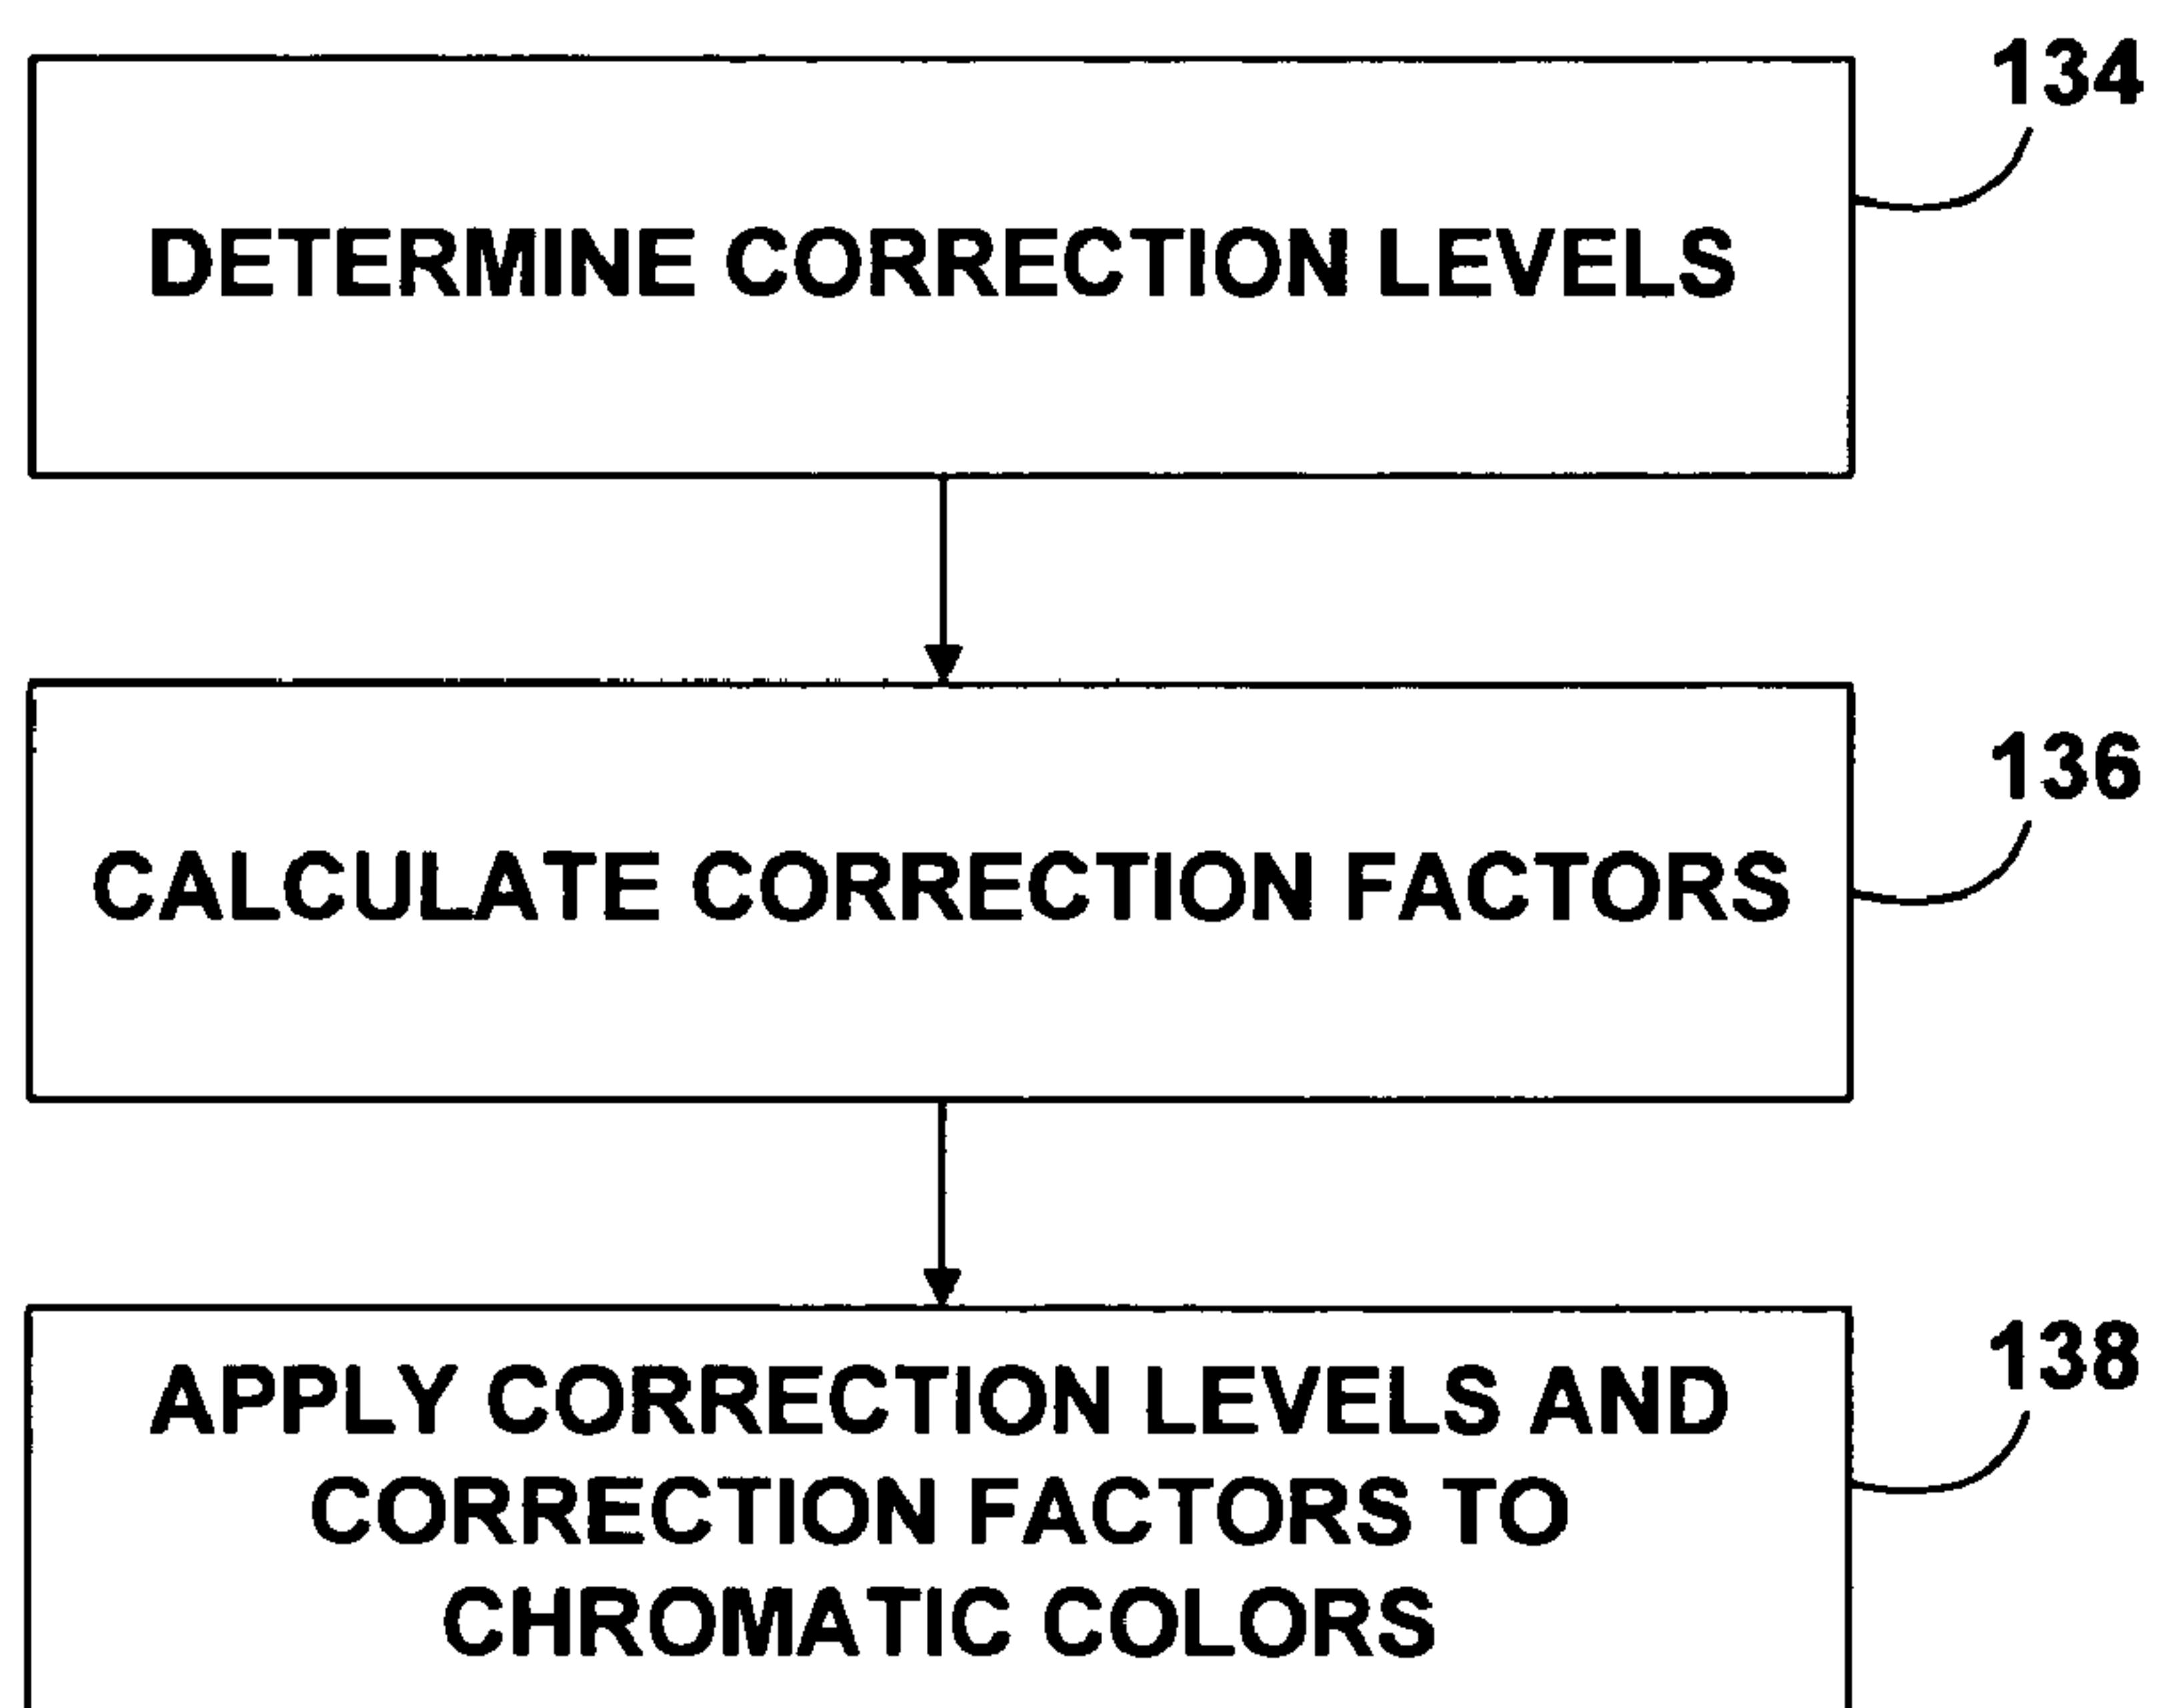 134
DETERMINE CORRECTION LEVELS
136
CALCULATE CORRECTION FACTORS
138
APPLY CORRECTION LEVELS AND
CORRECTION FACTORS TO
CHROMATIC COLORS